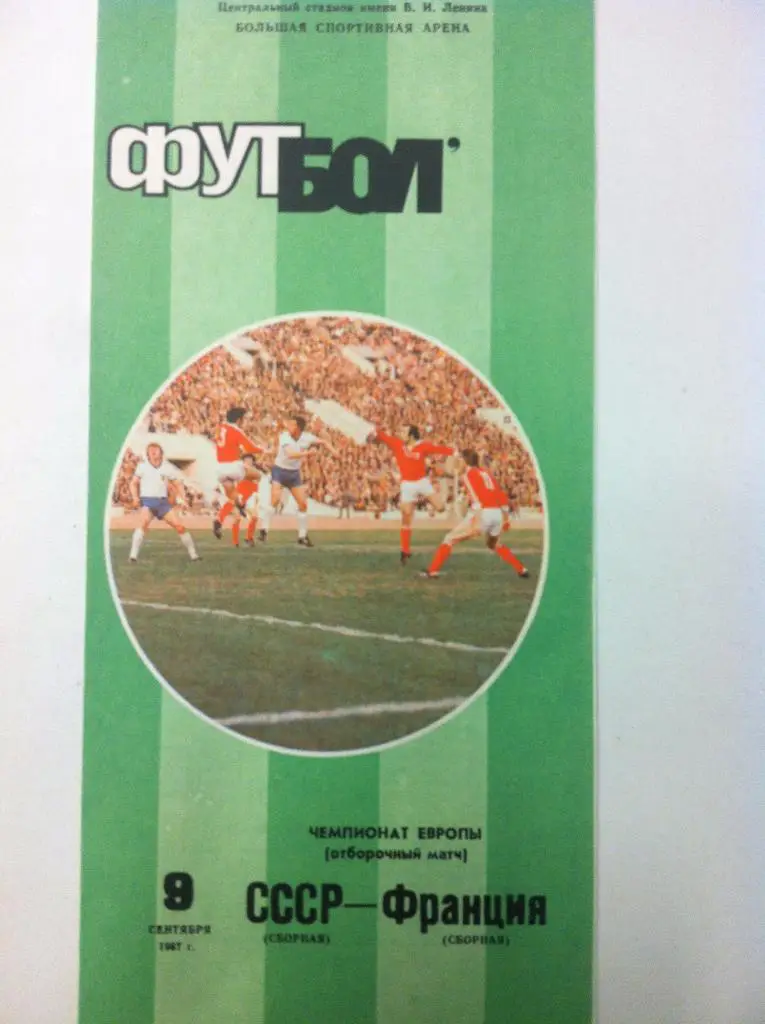 Центральный стадион имени В. И. Ленина
БОЛЬШАЯ СПОРТИВНАЯ АРЕНА
ФУТБОЛ'
ЧЕМПИОНАТ ЕВРОПЫ
(отборочный матч)
9 СССР—Франция
СЕНТЯБРЯ (СБОРНАЯ) (СБОРНАЯ)
1987 г.